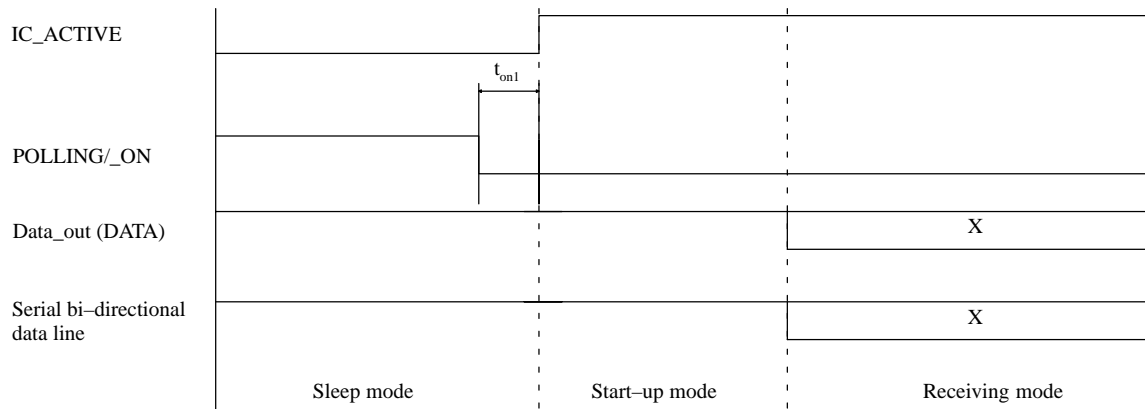 IC_ACTIVE
t_on1
POLLING/_ON
Data_out (DATA)
X
Serial bi–directional
data line
X
Sleep mode
Start–up mode
Receiving mode